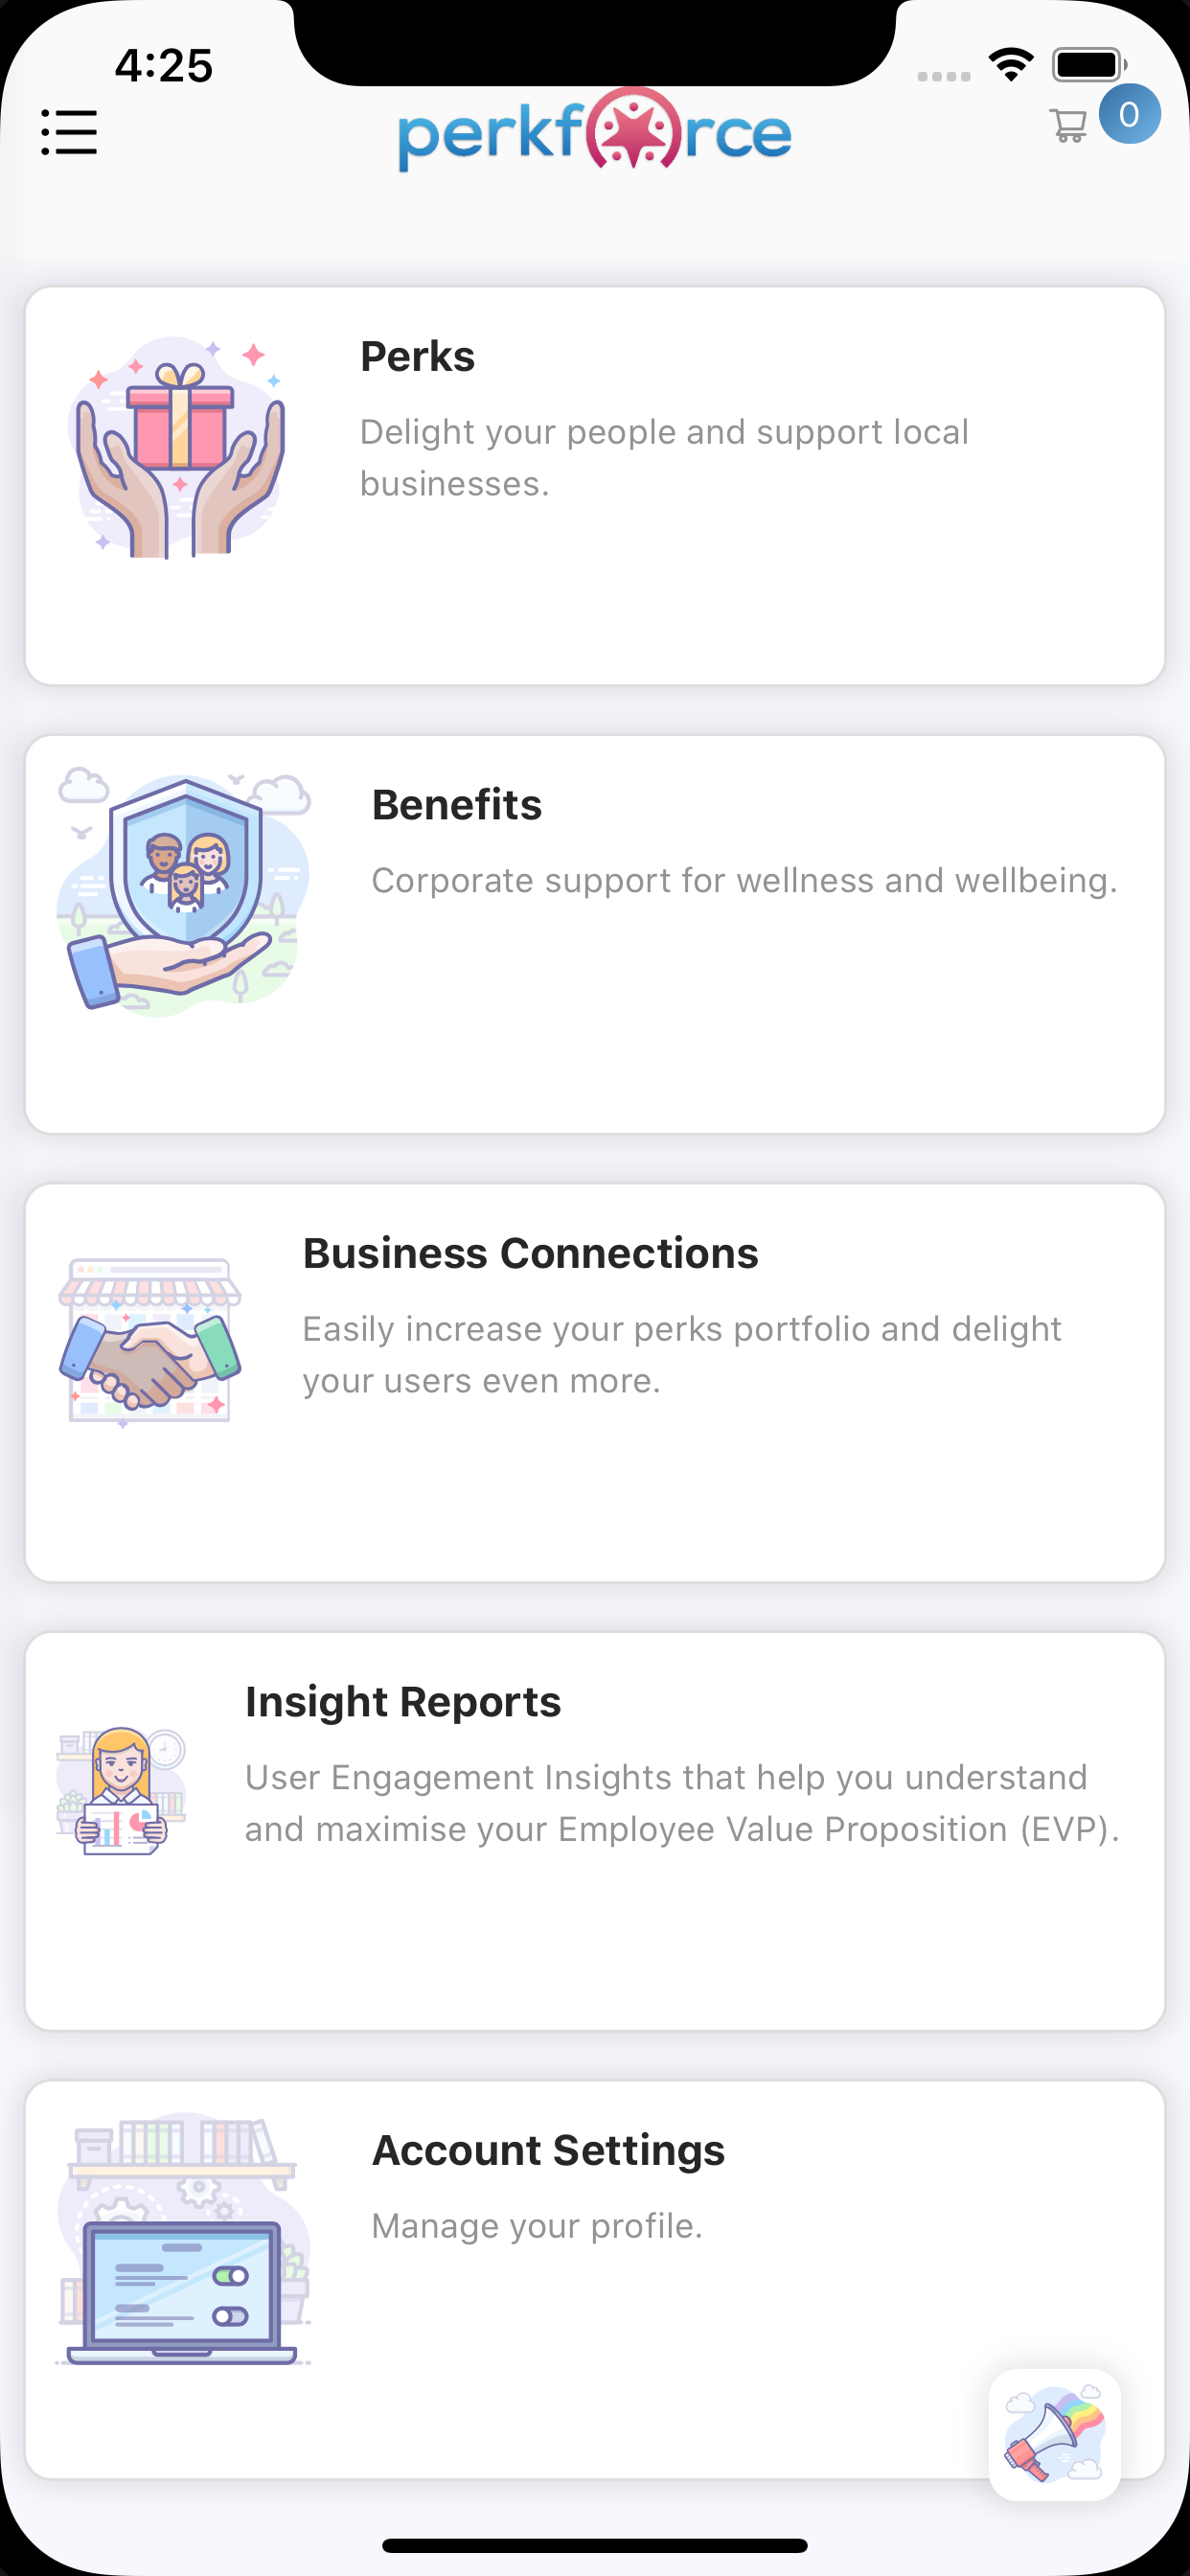 4:25
perkforce
0
Perks
Delight your people and support local
businesses.
Benefits
Corporate support for wellness and wellbeing.
Business Connections
Easily increase your perks portfolio and delight
your users even more.
Insight Reports
User Engagement Insights that help you understand
and maximise your Employee Value Proposition (EVP).
Account Settings
Manage your profile.